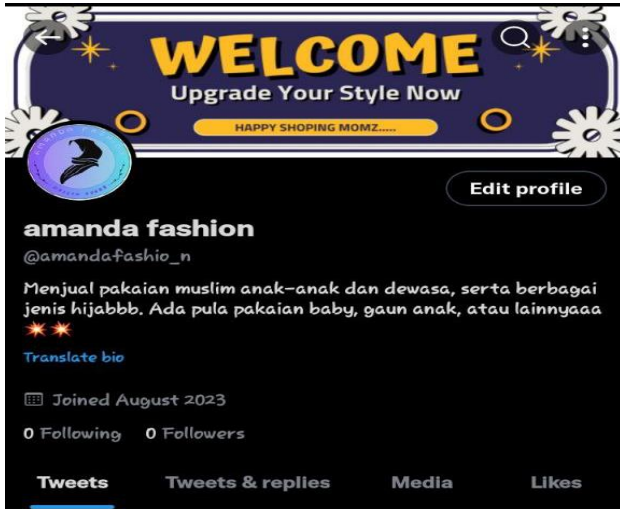 WELCOME
Upgrade Your Style Now
HAPPY SHOPING MOMZ.....
Edit profile
amanda fashion
@amandafashio_n
Menjual pakaian muslim anak-anak dan dewasa, serta berbagai
jenis hijabbb. Ada pula pakaian baby, gaun anak, atau lainnyaaa
💥💥
Translate bio
Joined August 2023
0 Following 0 Followers
Tweets Tweets & replies Media Likes